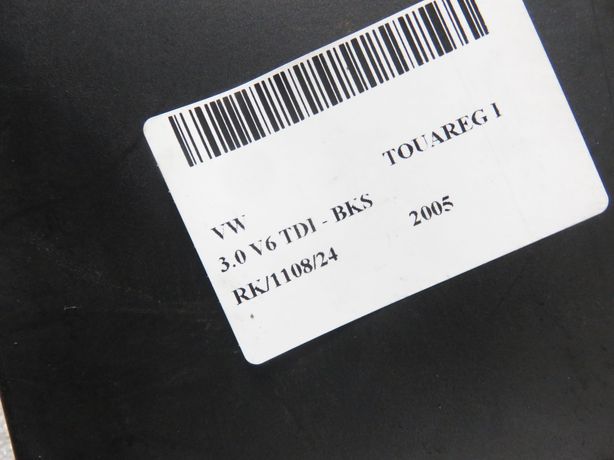 VW TOUAREG I
3.0 V6 TDI - BKS
RK/1108/24 2005